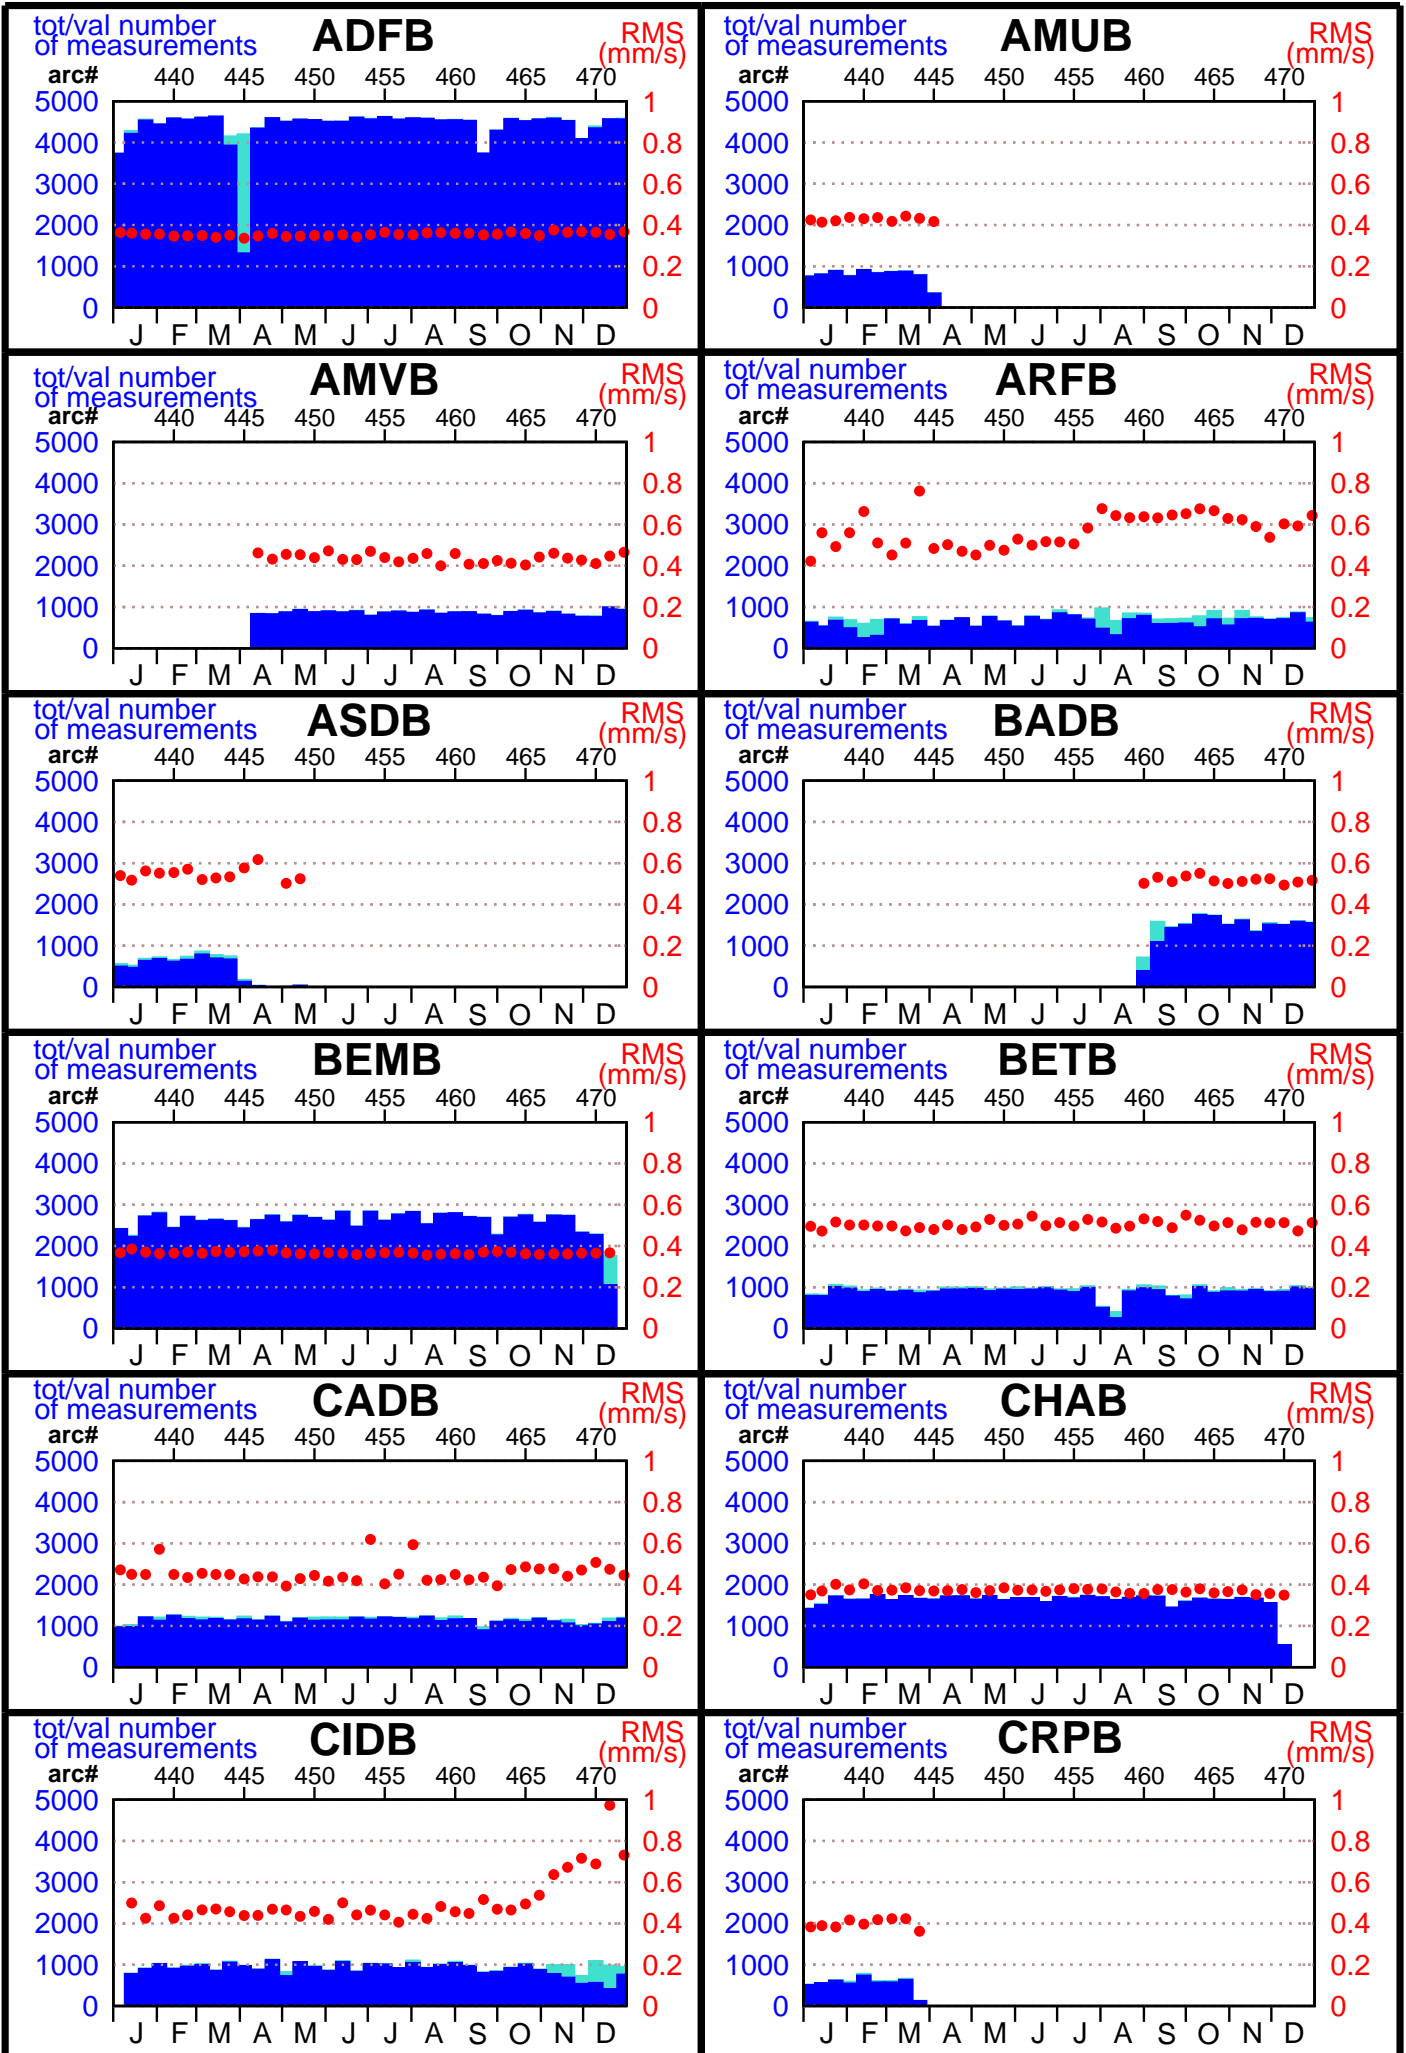 tot/val number
of measurements
ADFB
RMS
(mm/s)
arc#
440 445 450 455 460 465 470
5000 1
4000 0.8
3000 0.6
2000 0.4
1000 0.2
0 0
J F M A M J J A S O N D
tot/val number
of measurements
AMUB
RMS
(mm/s)
arc#
440 445 450 455 460 465 470
5000 1
4000 0.8
3000 0.6
2000 0.4
1000 0.2
0 0
J F M A M J J A S O N D
tot/val number
of measurements
AMVB
RMS
(mm/s)
arc#
440 445 450 455 460 465 470
5000 1
4000 0.8
3000 0.6
2000 0.4
1000 0.2
0 0
J F M A M J J A S O N D
tot/val number
of measurements
ARFB
RMS
(mm/s)
arc#
440 445 450 455 460 465 470
5000 1
4000 0.8
3000 0.6
2000 0.4
1000 0.2
0 0
J F M A M J J A S O N D
tot/val number
of measurements
ASDB
RMS
(mm/s)
arc#
440 445 450 455 460 465 470
5000 1
4000 0.8
3000 0.6
2000 0.4
1000 0.2
0 0
J F M A M J J A S O N D
tot/val number
of measurements
BADB
RMS
(mm/s)
arc#
440 445 450 455 460 465 470
5000 1
4000 0.8
3000 0.6
2000 0.4
1000 0.2
0 0
J F M A M J J A S O N D
tot/val number
of measurements
BEMB
RMS
(mm/s)
arc#
440 445 450 455 460 465 470
5000 1
4000 0.8
3000 0.6
2000 0.4
1000 0.2
0 0
J F M A M J J A S O N D
tot/val number
of measurements
BETB
RMS
(mm/s)
arc#
440 445 450 455 460 465 470
5000 1
4000 0.8
3000 0.6
2000 0.4
1000 0.2
0 0
J F M A M J J A S O N D
tot/val number
of measurements
CADB
RMS
(mm/s)
arc#
440 445 450 455 460 465 470
5000 1
4000 0.8
3000 0.6
2000 0.4
1000 0.2
0 0
J F M A M J J A S O N D
tot/val number
of measurements
CHAB
RMS
(mm/s)
arc#
440 445 450 455 460 465 470
5000 1
4000 0.8
3000 0.6
2000 0.4
1000 0.2
0 0
J F M A M J J A S O N D
tot/val number
of measurements
CIDB
RMS
(mm/s)
arc#
440 445 450 455 460 465 470
5000 1
4000 0.8
3000 0.6
2000 0.4
1000 0.2
0 0
J F M A M J J A S O N D
tot/val number
of measurements
CRPB
RMS
(mm/s)
arc#
440 445 450 455 460 465 470
5000 1
4000 0.8
3000 0.6
2000 0.4
1000 0.2
0 0
J F M A M J J A S O N D